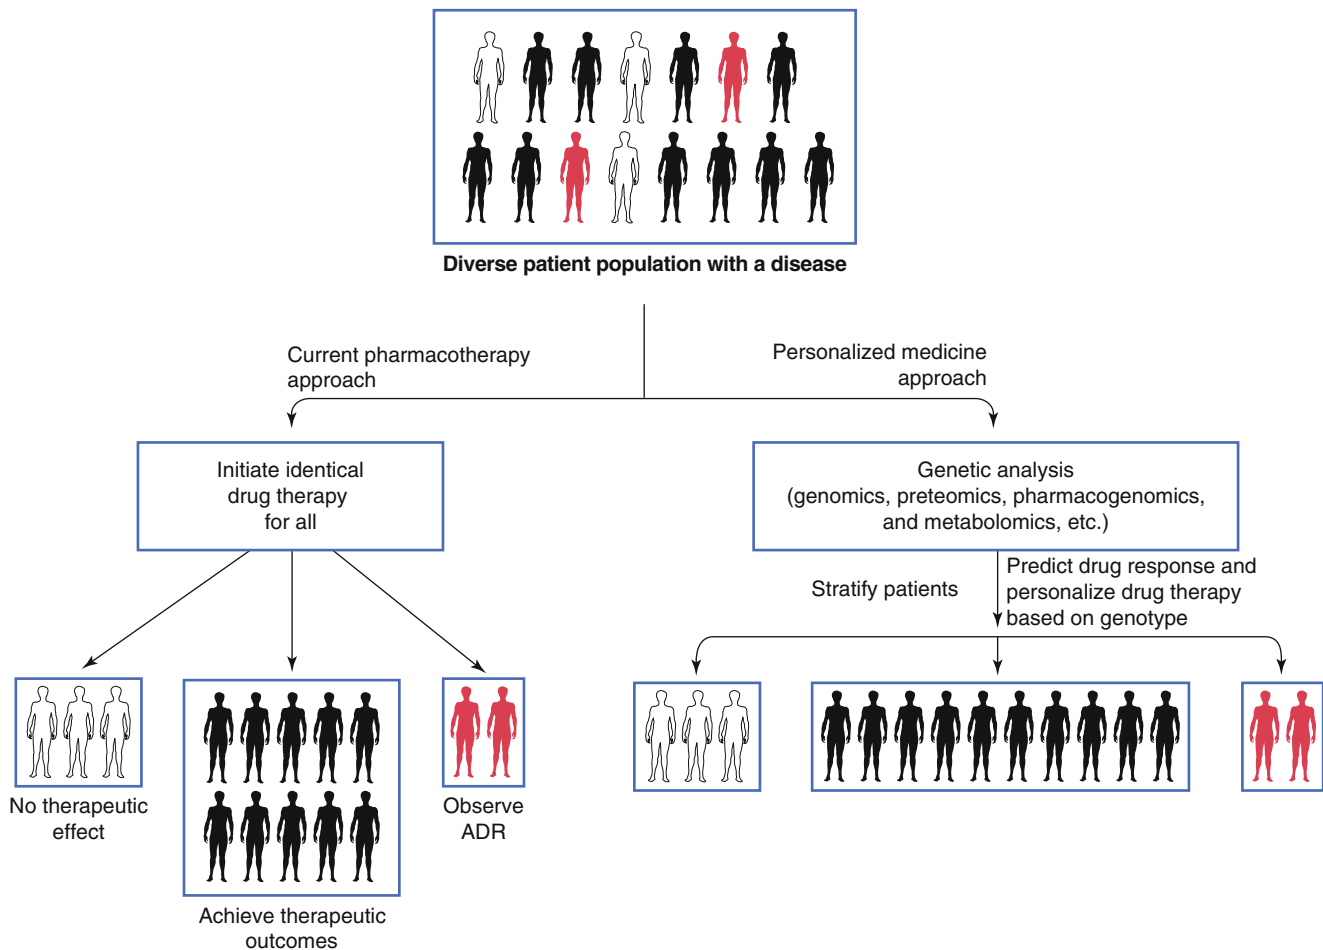 Diverse patient population with a disease
Current pharmacotherapy
approach
Personalized medicine
approach
Initiate identical
drug therapy
for all
Genetic analysis
(genomics, preteomics, pharmacogenomics,
and metabolomics, etc.)
Stratify patients
Predict drug response and
personalize drug therapy
based on genotype
No therapeutic
effect
Achieve therapeutic
outcomes
Observe
ADR